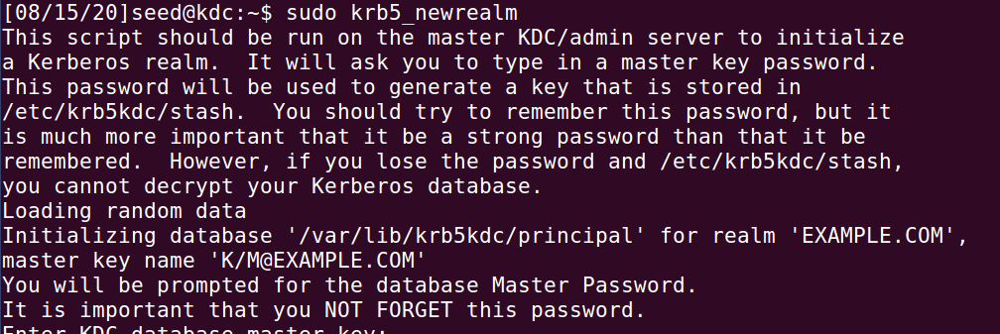 [08/15/20]seed@kdc:~$ sudo krb5_newrealm
This script should be run on the master KDC/admin server to initialize
a Kerberos realm.  It will ask you to type in a master key password.
This password will be used to generate a key that is stored in
/etc/krb5kdc/stash.  You should try to remember this password, but it
is much more important that it be a strong password than that it be
remembered.  However, if you lose the password and /etc/krb5kdc/stash,
you cannot decrypt your Kerberos database.
Loading random data
Initializing database '/var/lib/krb5kdc/principal' for realm 'EXAMPLE.COM',
master key name 'K/M@EXAMPLE.COM'
You will be prompted for the database Master Password.
It is important that you NOT FORGET this password.
Enter KDC database master key: